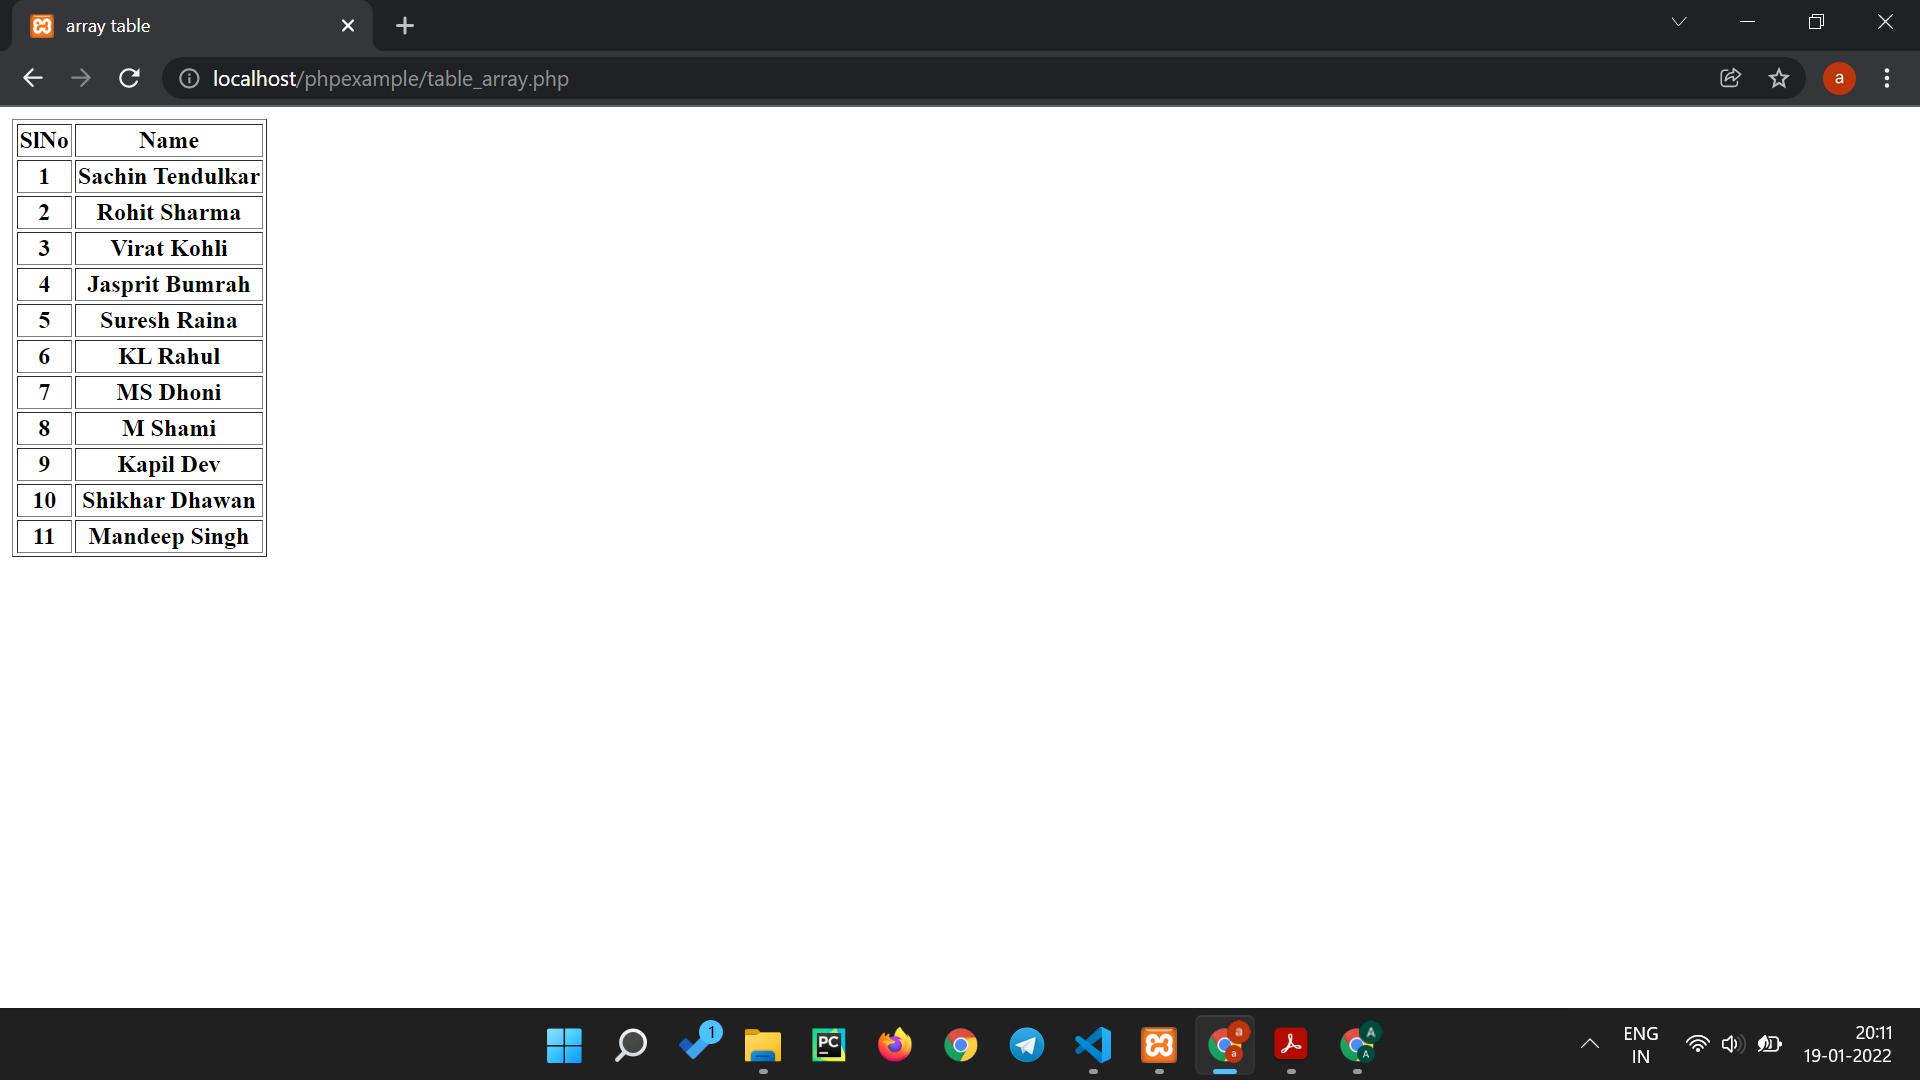 array table
localhost/phpexample/table_array.php
a
SlNo Name
1 Sachin Tendulkar
2 Rohit Sharma
3 Virat Kohli
4 Jasprit Bumrah
5 Suresh Raina
6 KL Rahul
7 MS Dhoni
8 M Shami
9 Kapil Dev
10 Shikhar Dhawan
11 Mandeep Singh
1
PC
a
a
A
A
ENG
IN
20:11
19-01-2022